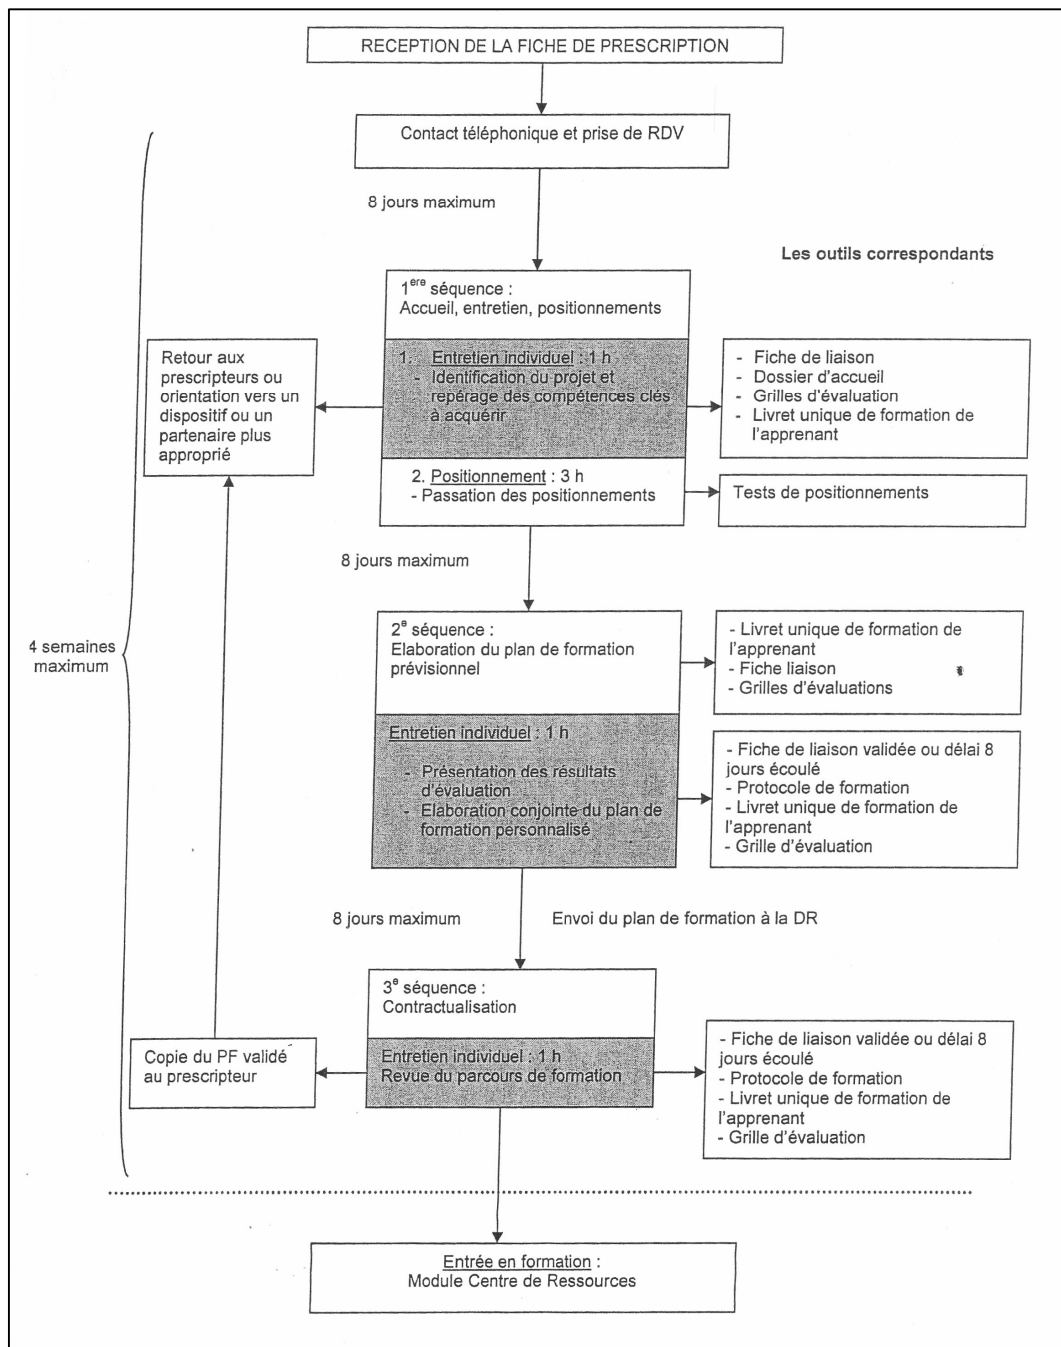 RECEPTION DE LA FICHE DE PRESCRIPTION
Contact téléphonique et prise de RDV
8 jours maximum
Les outils correspondants
1ere séquence :
Accueil, entretien, positionnements
1. Entretien individuel : 1 h
- Identification du projet et
repérage des compétences clés
à acquérir
Retour aux
prescripteurs ou
orientation vers un
dispositif ou un
partenaire plus
approprié
- Fiche de liaison
- Dossier d'accueil
- Grilles d'évaluation
- Livret unique de formation de
l'apprenant
2. Positionnement : 3 h
- Passation des positionnements
Tests de positionnements
8 jours maximum
4 semaines
maximum
2e séquence :
Elaboration du plan de formation
prévisionnel
- Livret unique de formation de
l'apprenant
- Fiche liaison
- Grilles d'évaluations
Entretien individuel : 1 h
- Présentation des résultats
d'évaluation
- Elaboration conjointe du plan de
formation personnalisé
- Fiche de liaison validée ou délai 8
jours écoulé
- Protocole de formation
- Livret unique de formation de
l'apprenant
- Grille d'évaluation
8 jours maximum
Envoi du plan de formation à la DR
3e séquence :
Contractualisation
Entretien individuel : 1 h
Revue du parcours de formation
Copie du PF validé
au prescripteur
- Fiche de liaison validée ou délai 8
jours écoulé
- Protocole de formation
- Livret unique de formation de
l'apprenant
- Grille d'évaluation
Entrée en formation :
Module Centre de Ressources